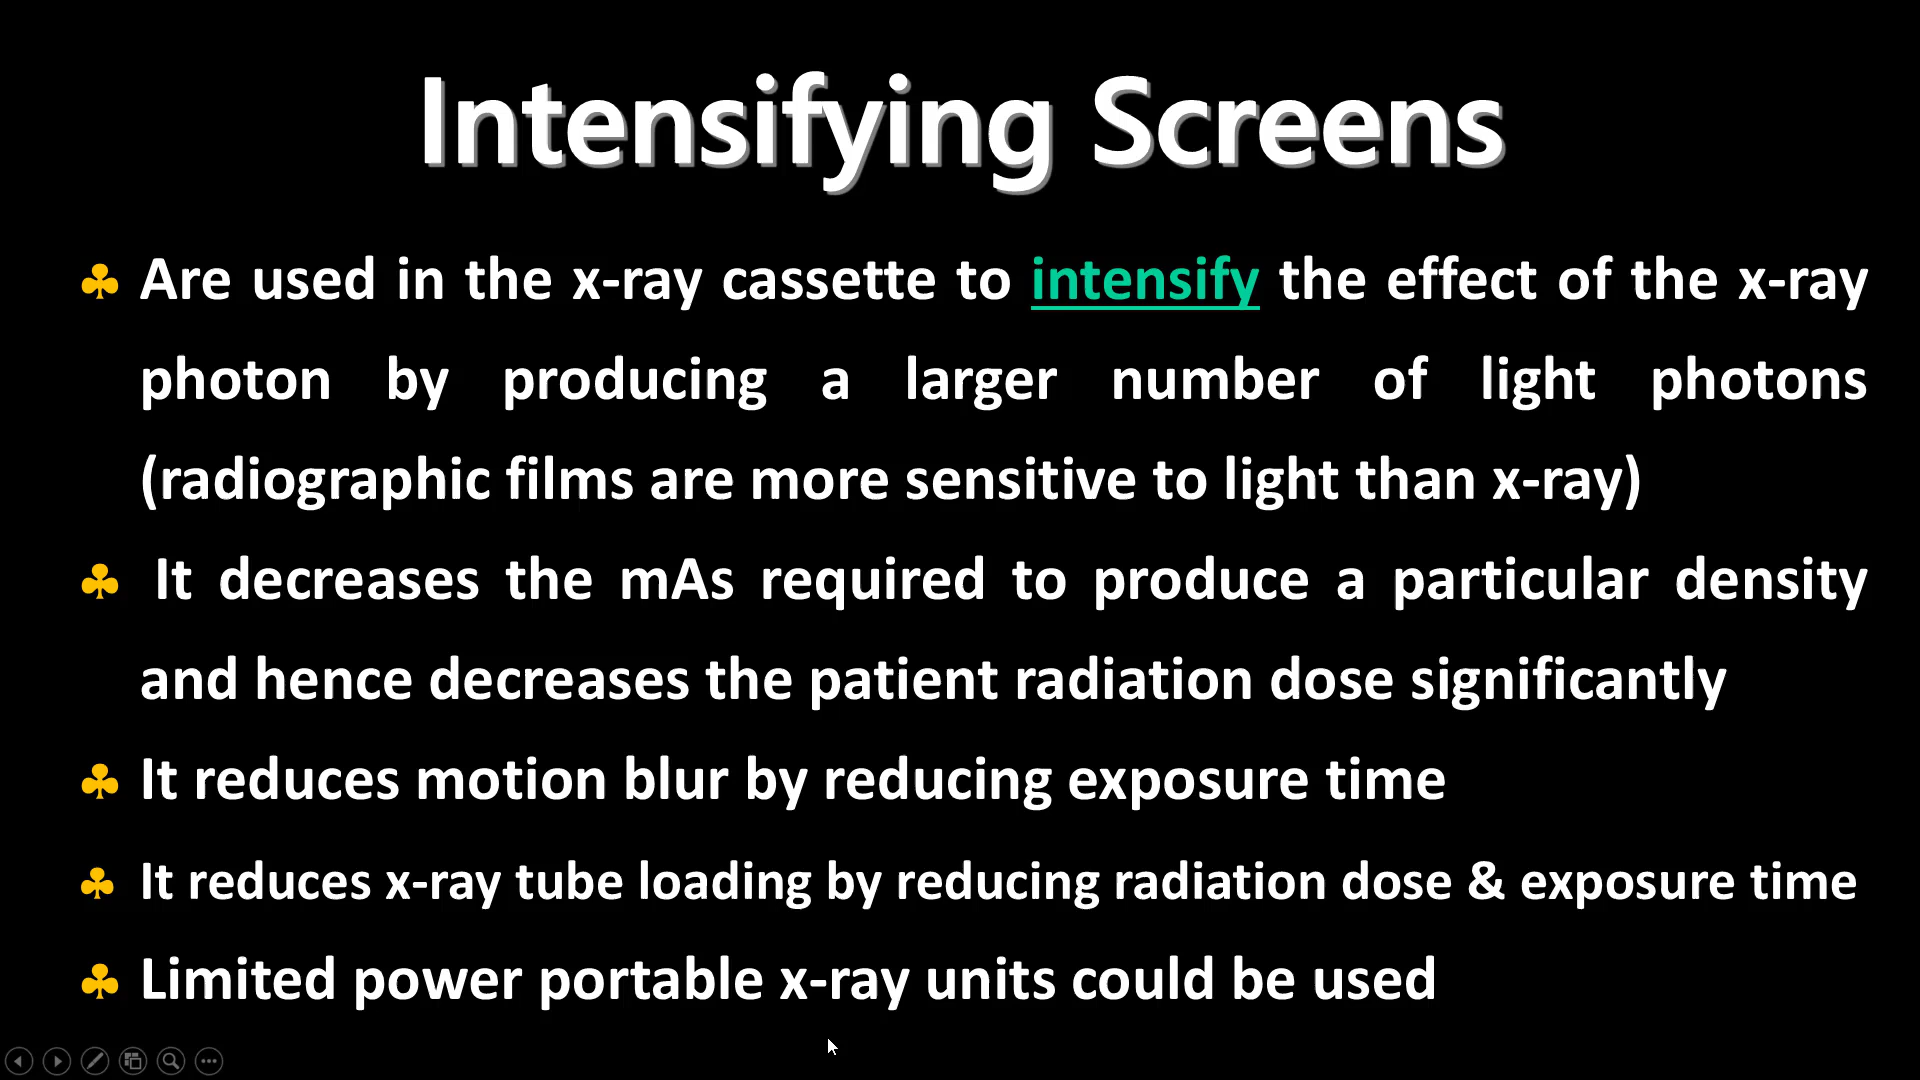 Intensifying Screens
♣ Are used in the x-ray cassette to intensify the effect of the x-ray
photon by producing a larger number of light photons
(radiographic films are more sensitive to light than x-ray)
♣ It decreases the mAs required to produce a particular density
and hence decreases the patient radiation dose significantly
♣ It reduces motion blur by reducing exposure time
♣ It reduces x-ray tube loading by reducing radiation dose & exposure time
♣ Limited power portable x-ray units could be used